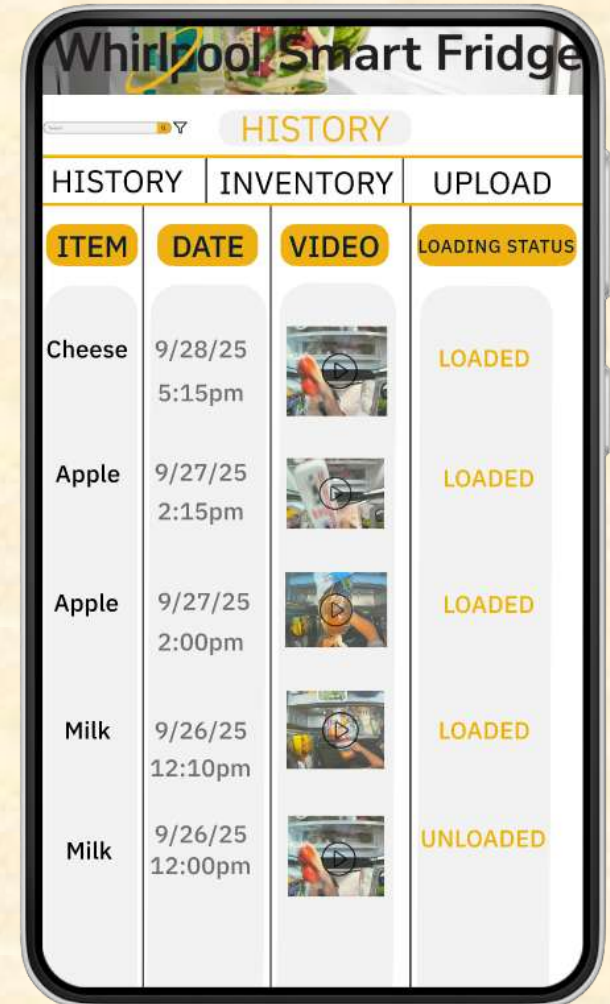 Whirlpool Smart Fridge
HISTORY
HISTORY INVENTORY UPLOAD
ITEM DATE VIDEO LOADING STATUS
Cheese 9/28/25 5:15pm LOADED
Apple 9/27/25 2:15pm LOADED
Apple 9/27/25 2:00pm LOADED
Milk 9/26/25 12:10pm LOADED
Milk 9/26/25 12:00pm UNLOADED